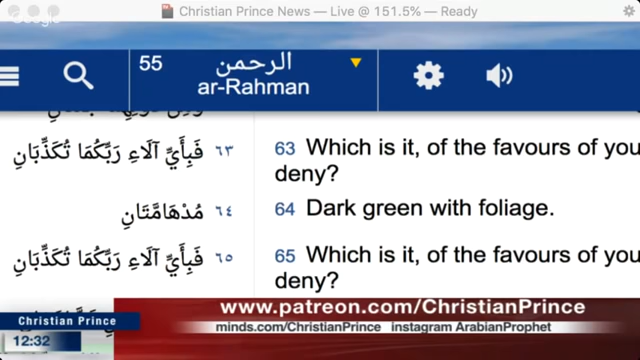 Christian Prince News — Live @ 151.5% — Ready
55
الرحمن
ar-Rahman
فَبِأَيِّ آلَاءِ رَبِّكُمَا تُكَذِّبَانِ ٦٣
63 Which is it, of the favours of you
deny?
مُدْهَامَّتَانِ ٦٤
64 Dark green with foliage.
فَبِأَيِّ آلَاءِ رَبِّكُمَا تُكَذِّبَانِ ٦٥
65 Which is it, of the favours of you
deny?
www.patreon.com/ChristianPrince
Christian Prince
minds.com/ChristianPrince instagram ArabianProphet
12:32